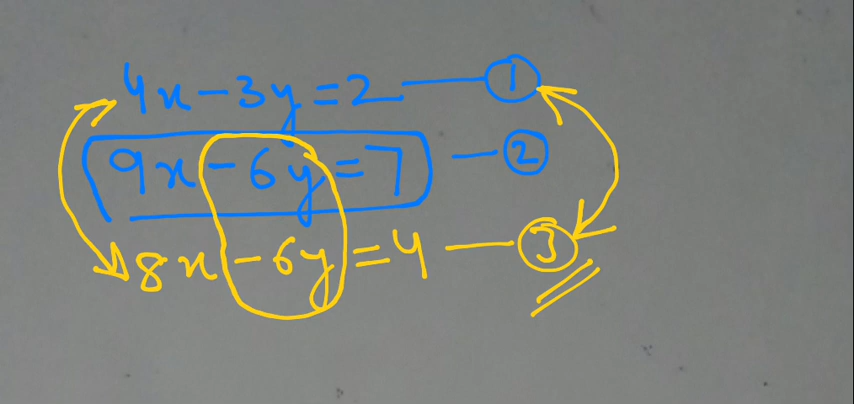 4x-3y=2 — ①
9x-6y=7 — ②
8x-6y=4 — ③